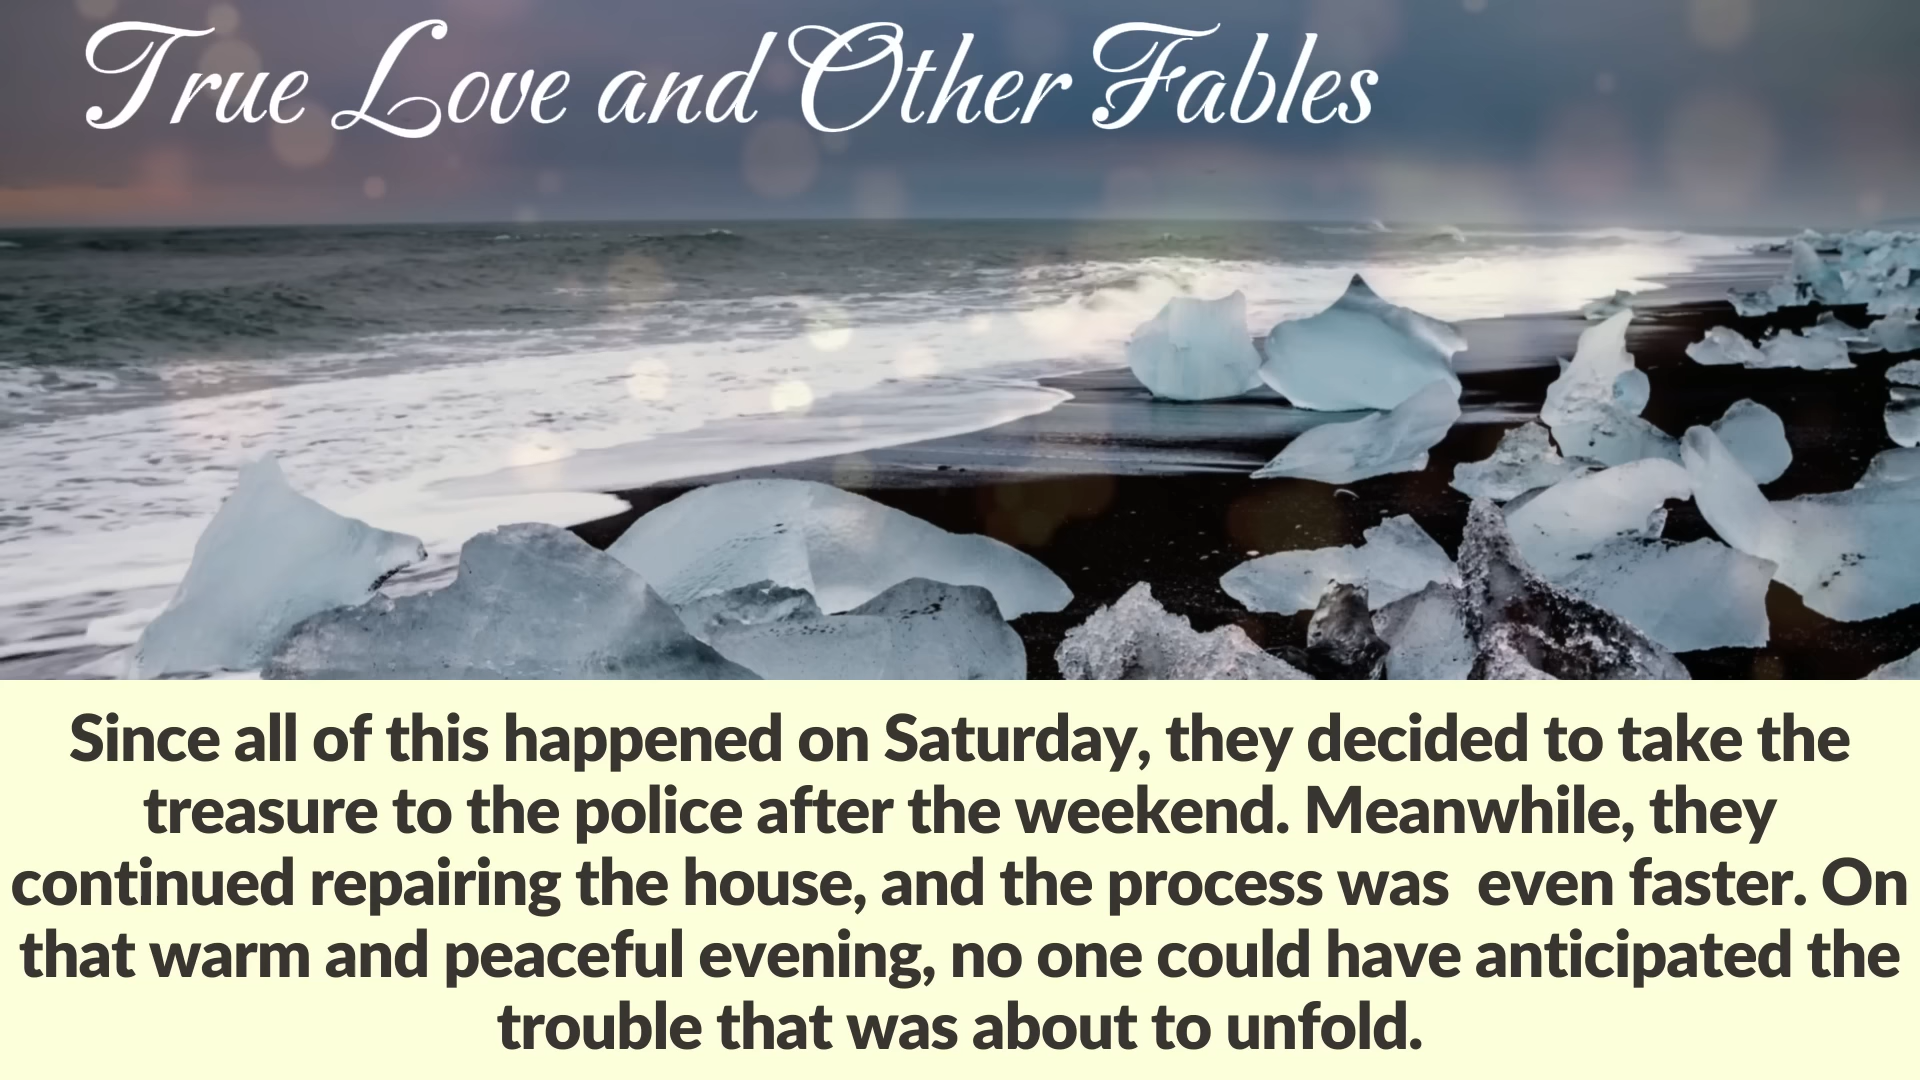 True Love and Other Fables
Since all of this happened on Saturday, they decided to take the
treasure to the police after the weekend. Meanwhile, they
continued repairing the house, and the process was  even faster. On
that warm and peaceful evening, no one could have anticipated the
trouble that was about to unfold.